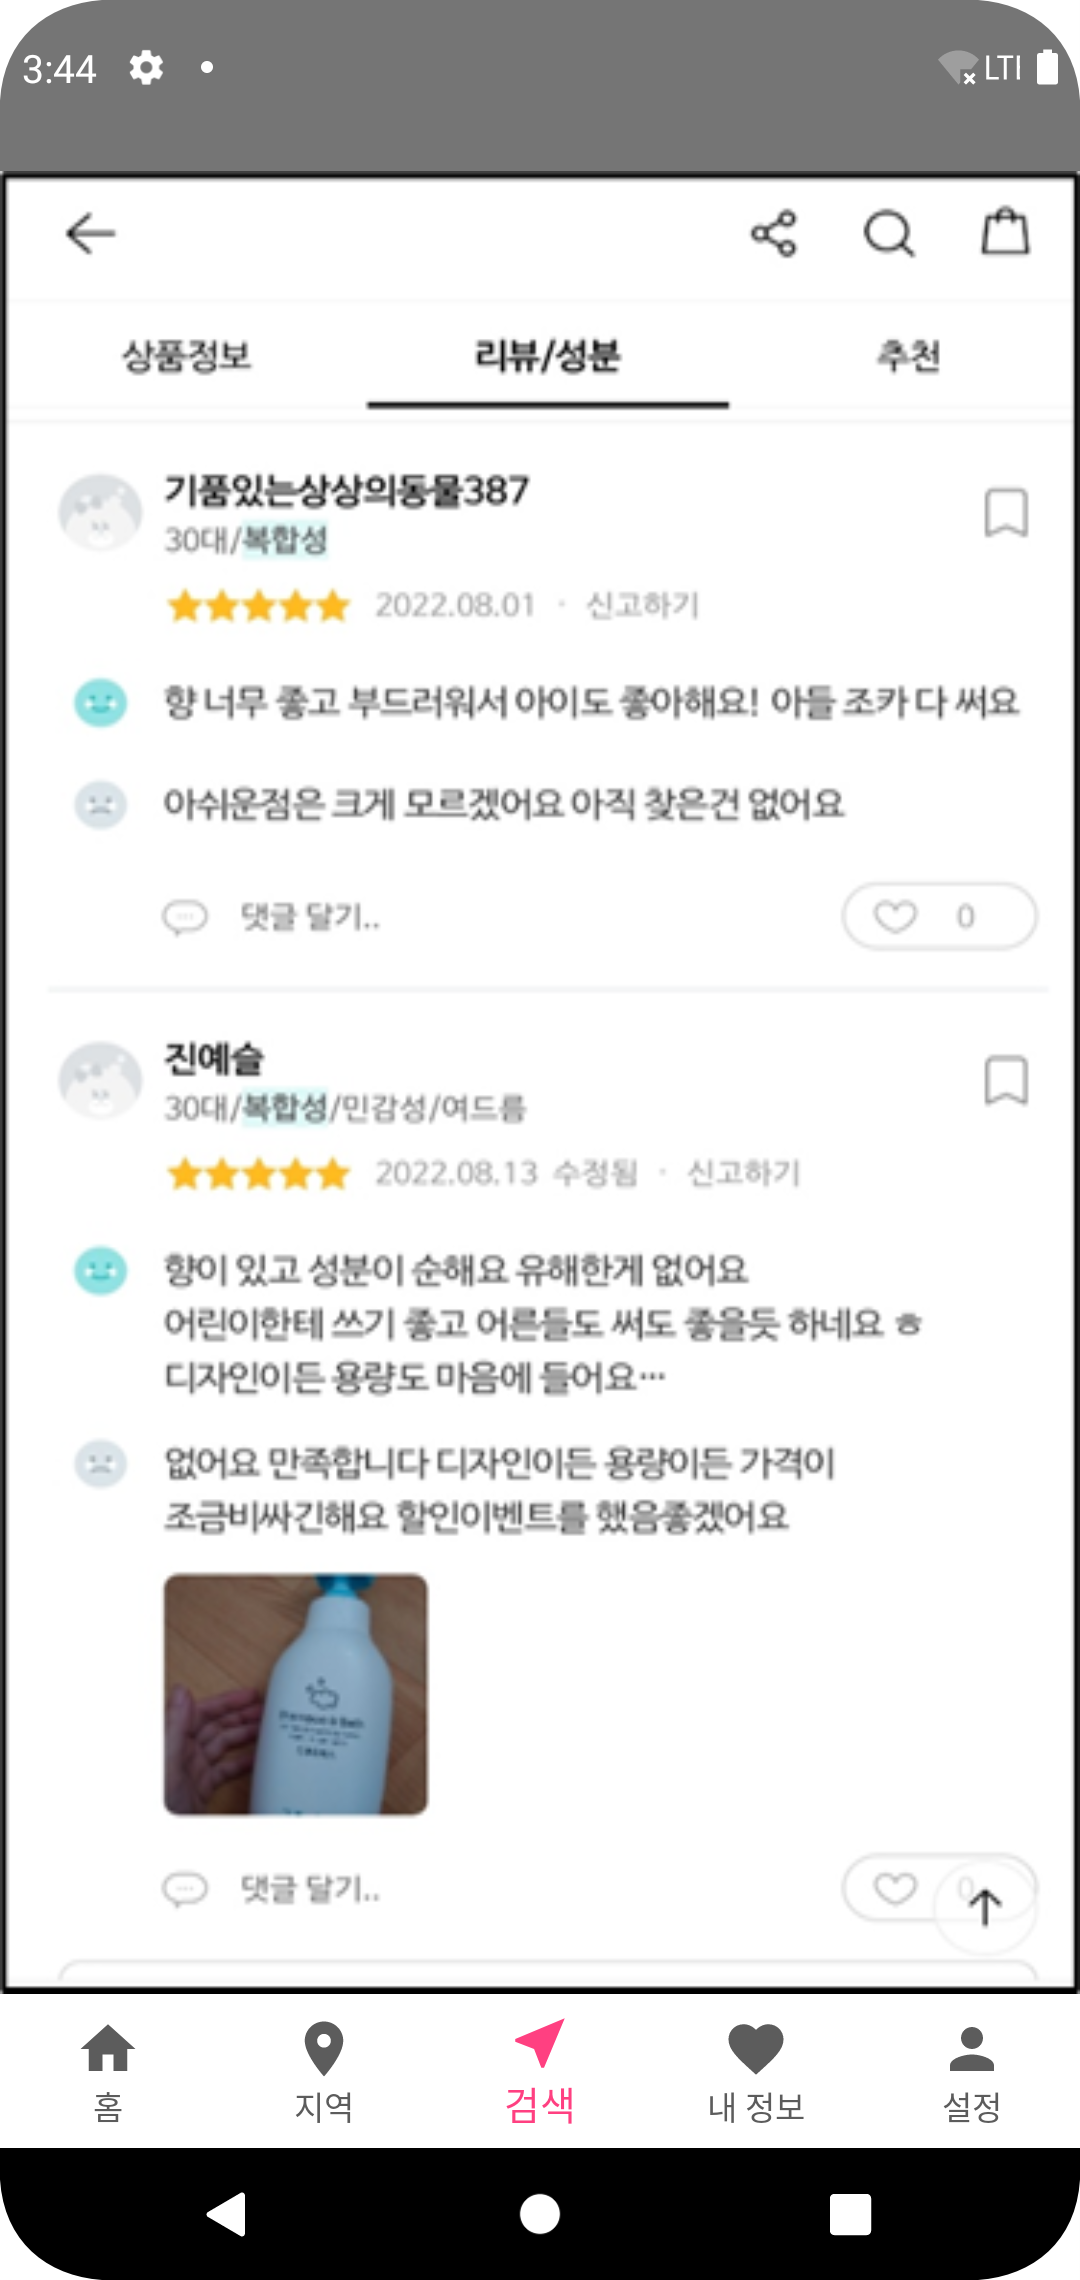 3:44
LTI
상품정보
리뷰/성분
추천
기품있는상상의동물387
30대/복합성
2022.08.01 · 신고하기
향 너무 좋고 부드러워서 아이도 좋아해요! 아들 조카 다 써요
아쉬운점은 크게 모르겠어요 아직 찾은건 없어요
댓글 달기..
0
진예슬
30대/복합성/민감성/여드름
2022.08.13 수정됨 · 신고하기
향이 있고 성분이 순해요 유해한게 없어요
어린이한테 쓰기 좋고 어른들도 써도 좋을듯 하네요 ㅎ
디자인이든 용량도 마음에 들어요…
없어요 만족합니다 디자인이든 용량이든 가격이
조금비싸긴해요 할인이벤트를 했음좋겠어요
댓글 달기..
0
홈
지역
검색
내 정보
설정